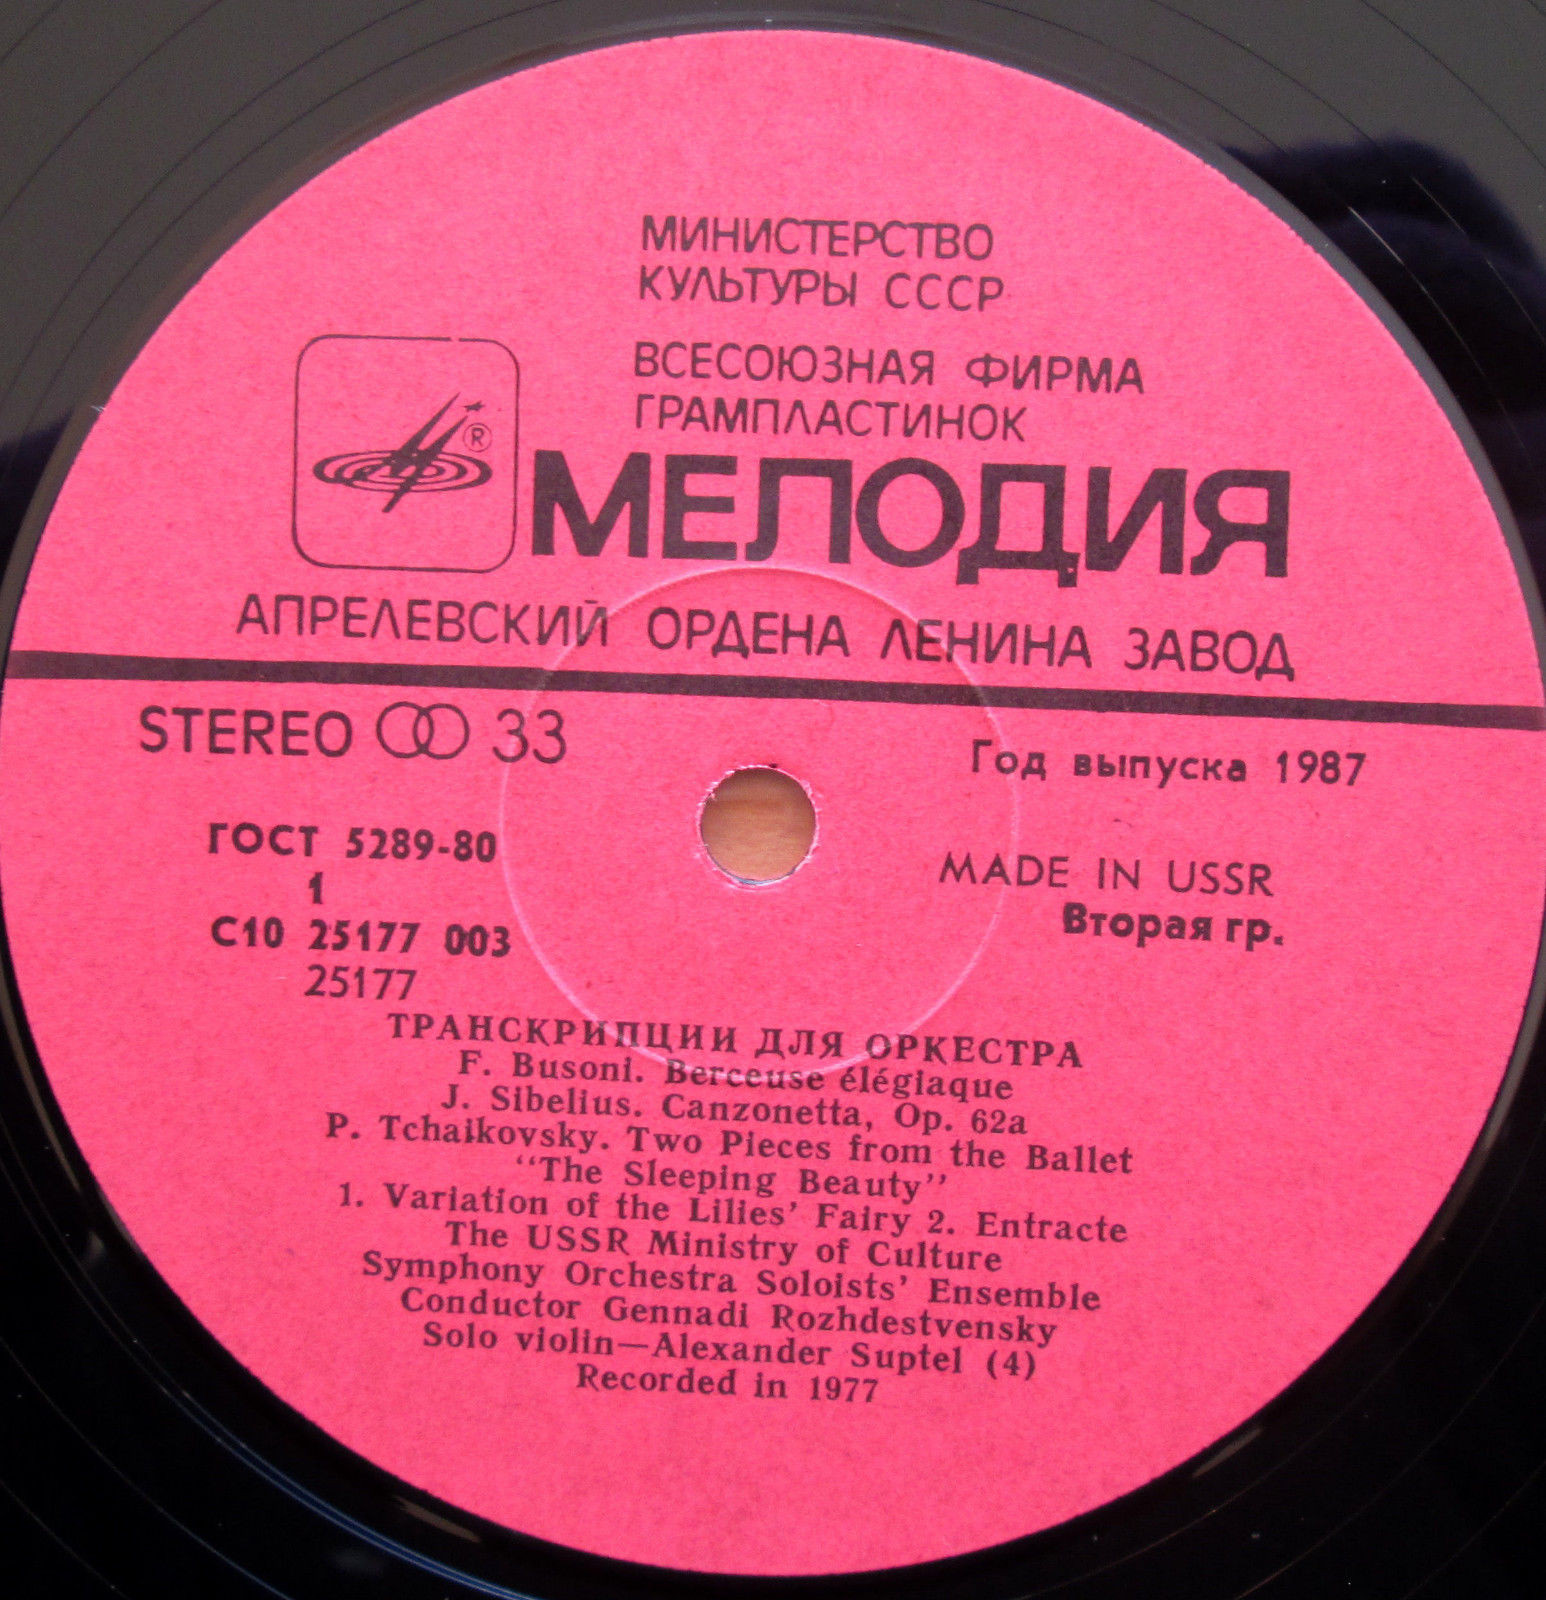 МИНИСТЕРСТВО
КУЛЬТУРЫ СССР
ВСЕСОЮЗНАЯ ФИРМА
ГРАМПЛАСТИНОК
®
МЕЛОДИЯ
АПРЕЛЕВСКИЙ ОРДЕНА ЛЕНИНА ЗАВОД
STEREO 33
Год выпуска 1987
ГОСТ 5289-80
MADE IN USSR
1
Вторая гр.
С10 25177 003
25177
ТРАНСКРИПЦИИ ДЛЯ ОРКЕСТРА
F. Busoni. Berceuse élégiaque
J. Sibelius. Canzonetta, Op. 62a
P. Tchaikovsky. Two Pieces from the Ballet
“The Sleeping Beauty”
1. Variation of the Lilies’ Fairy 2. Entracte
The USSR Ministry of Culture
Symphony Orchestra Soloists’ Ensemble
Conductor Gennadi Rozhdestvensky
Solo violin—Alexander Suptel (4)
Recorded in 1977